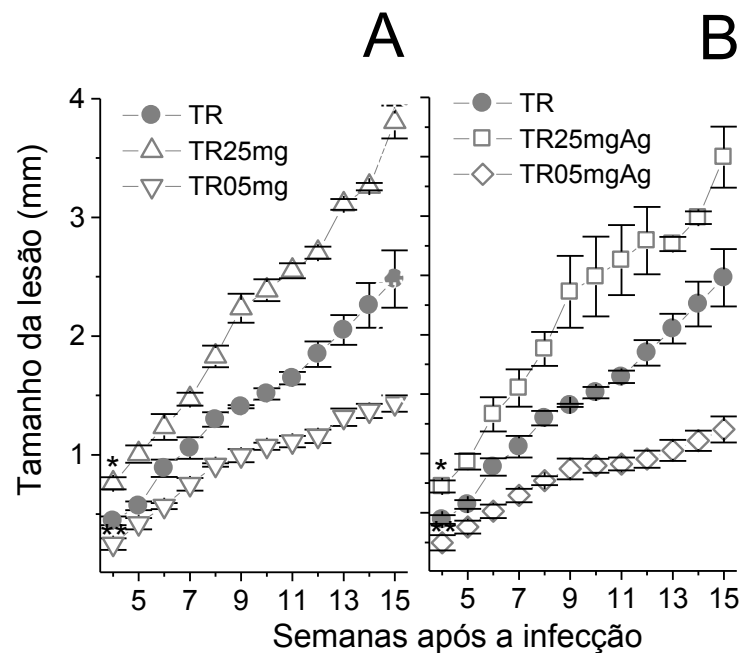 A
B
TR
TR25mg
TR05mg
TR
TR25mgAg
TR05mgAg
Tamanho da lesão (mm)
4
3
2
1
*
**
*
**
5 7 9 11 13 15
5 7 9 11 13 15
Semanas após a infecção